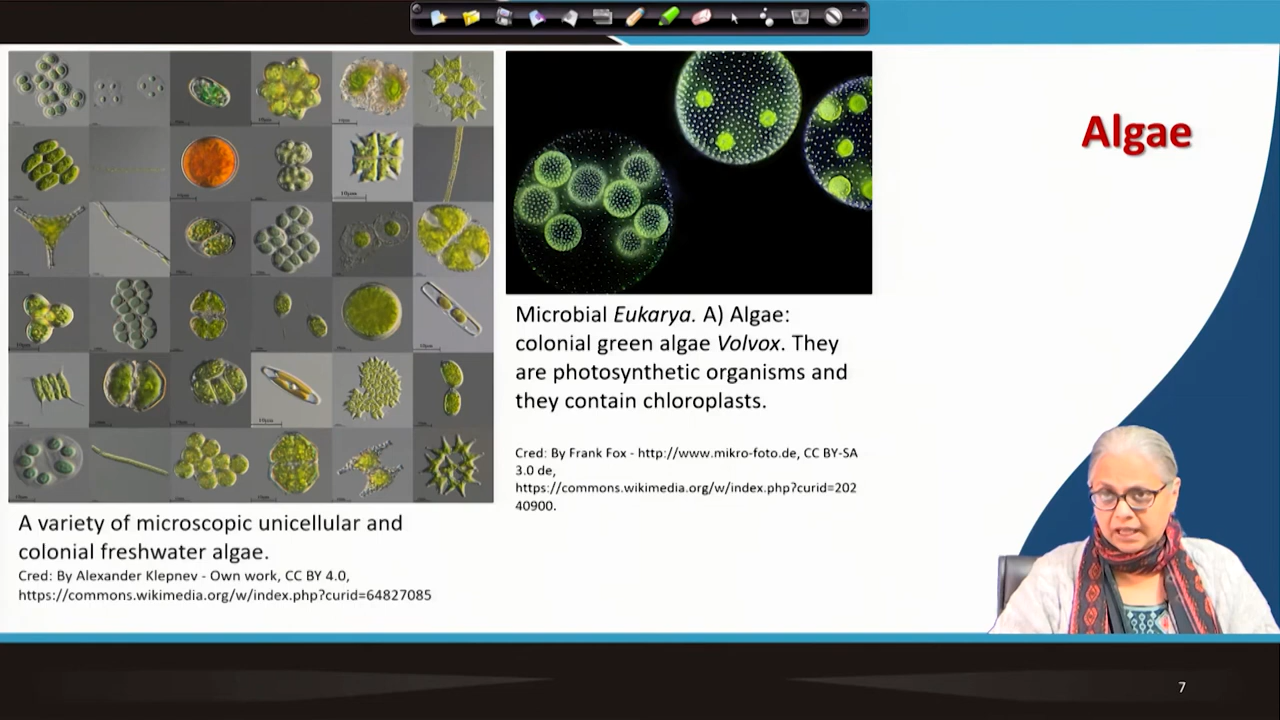 Algae
Microbial Eukarya. A) Algae:
colonial green algae Volvox. They
are photosynthetic organisms and
they contain chloroplasts.
Cred: By Frank Fox - http://www.mikro-foto.de, CC BY-SA
3.0 de,
https://commons.wikimedia.org/w/index.php?curid=202
40900.
A variety of microscopic unicellular and
colonial freshwater algae.
Cred: By Alexander Klepnev - Own work, CC BY 4.0,
https://commons.wikimedia.org/w/index.php?curid=64827085
7